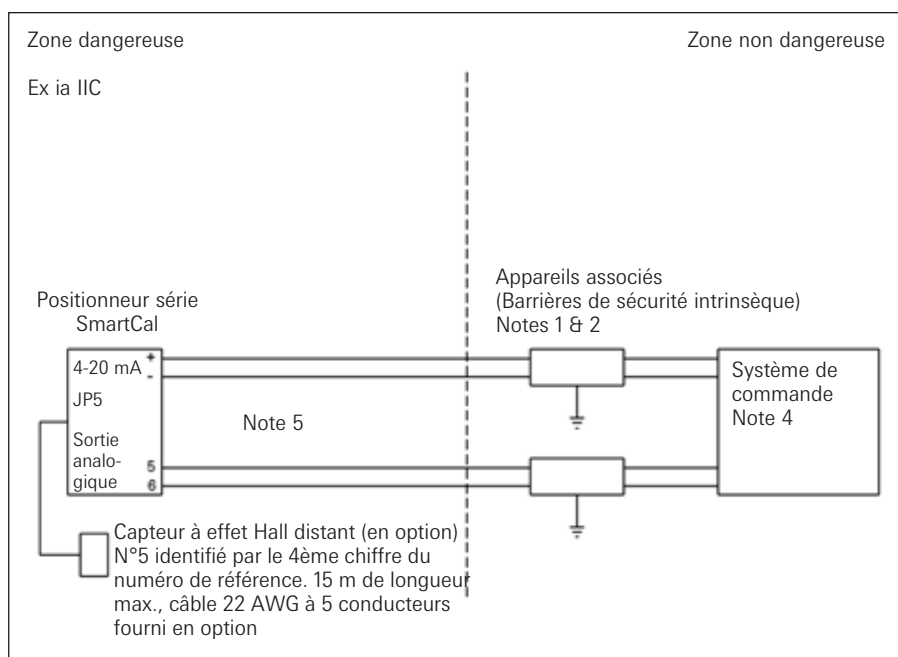 Zone dangereuse
Zone non dangereuse
Ex ia IIC
Appareils associés
(Barrières de sécurité intrinsèque)
Notes 1 & 2
Positionneur série
SmartCal
4-20 mA
+
-
JP5
Sortie
analo-
gique
5
6
Note 5
Système de
commande
Note 4
Capteur à effet Hall distant (en option)
N°5 identifié par le 4ème chiffre du
numéro de référence. 15 m de longueur
max., câble 22 AWG à 5 conducteurs
fourni en option